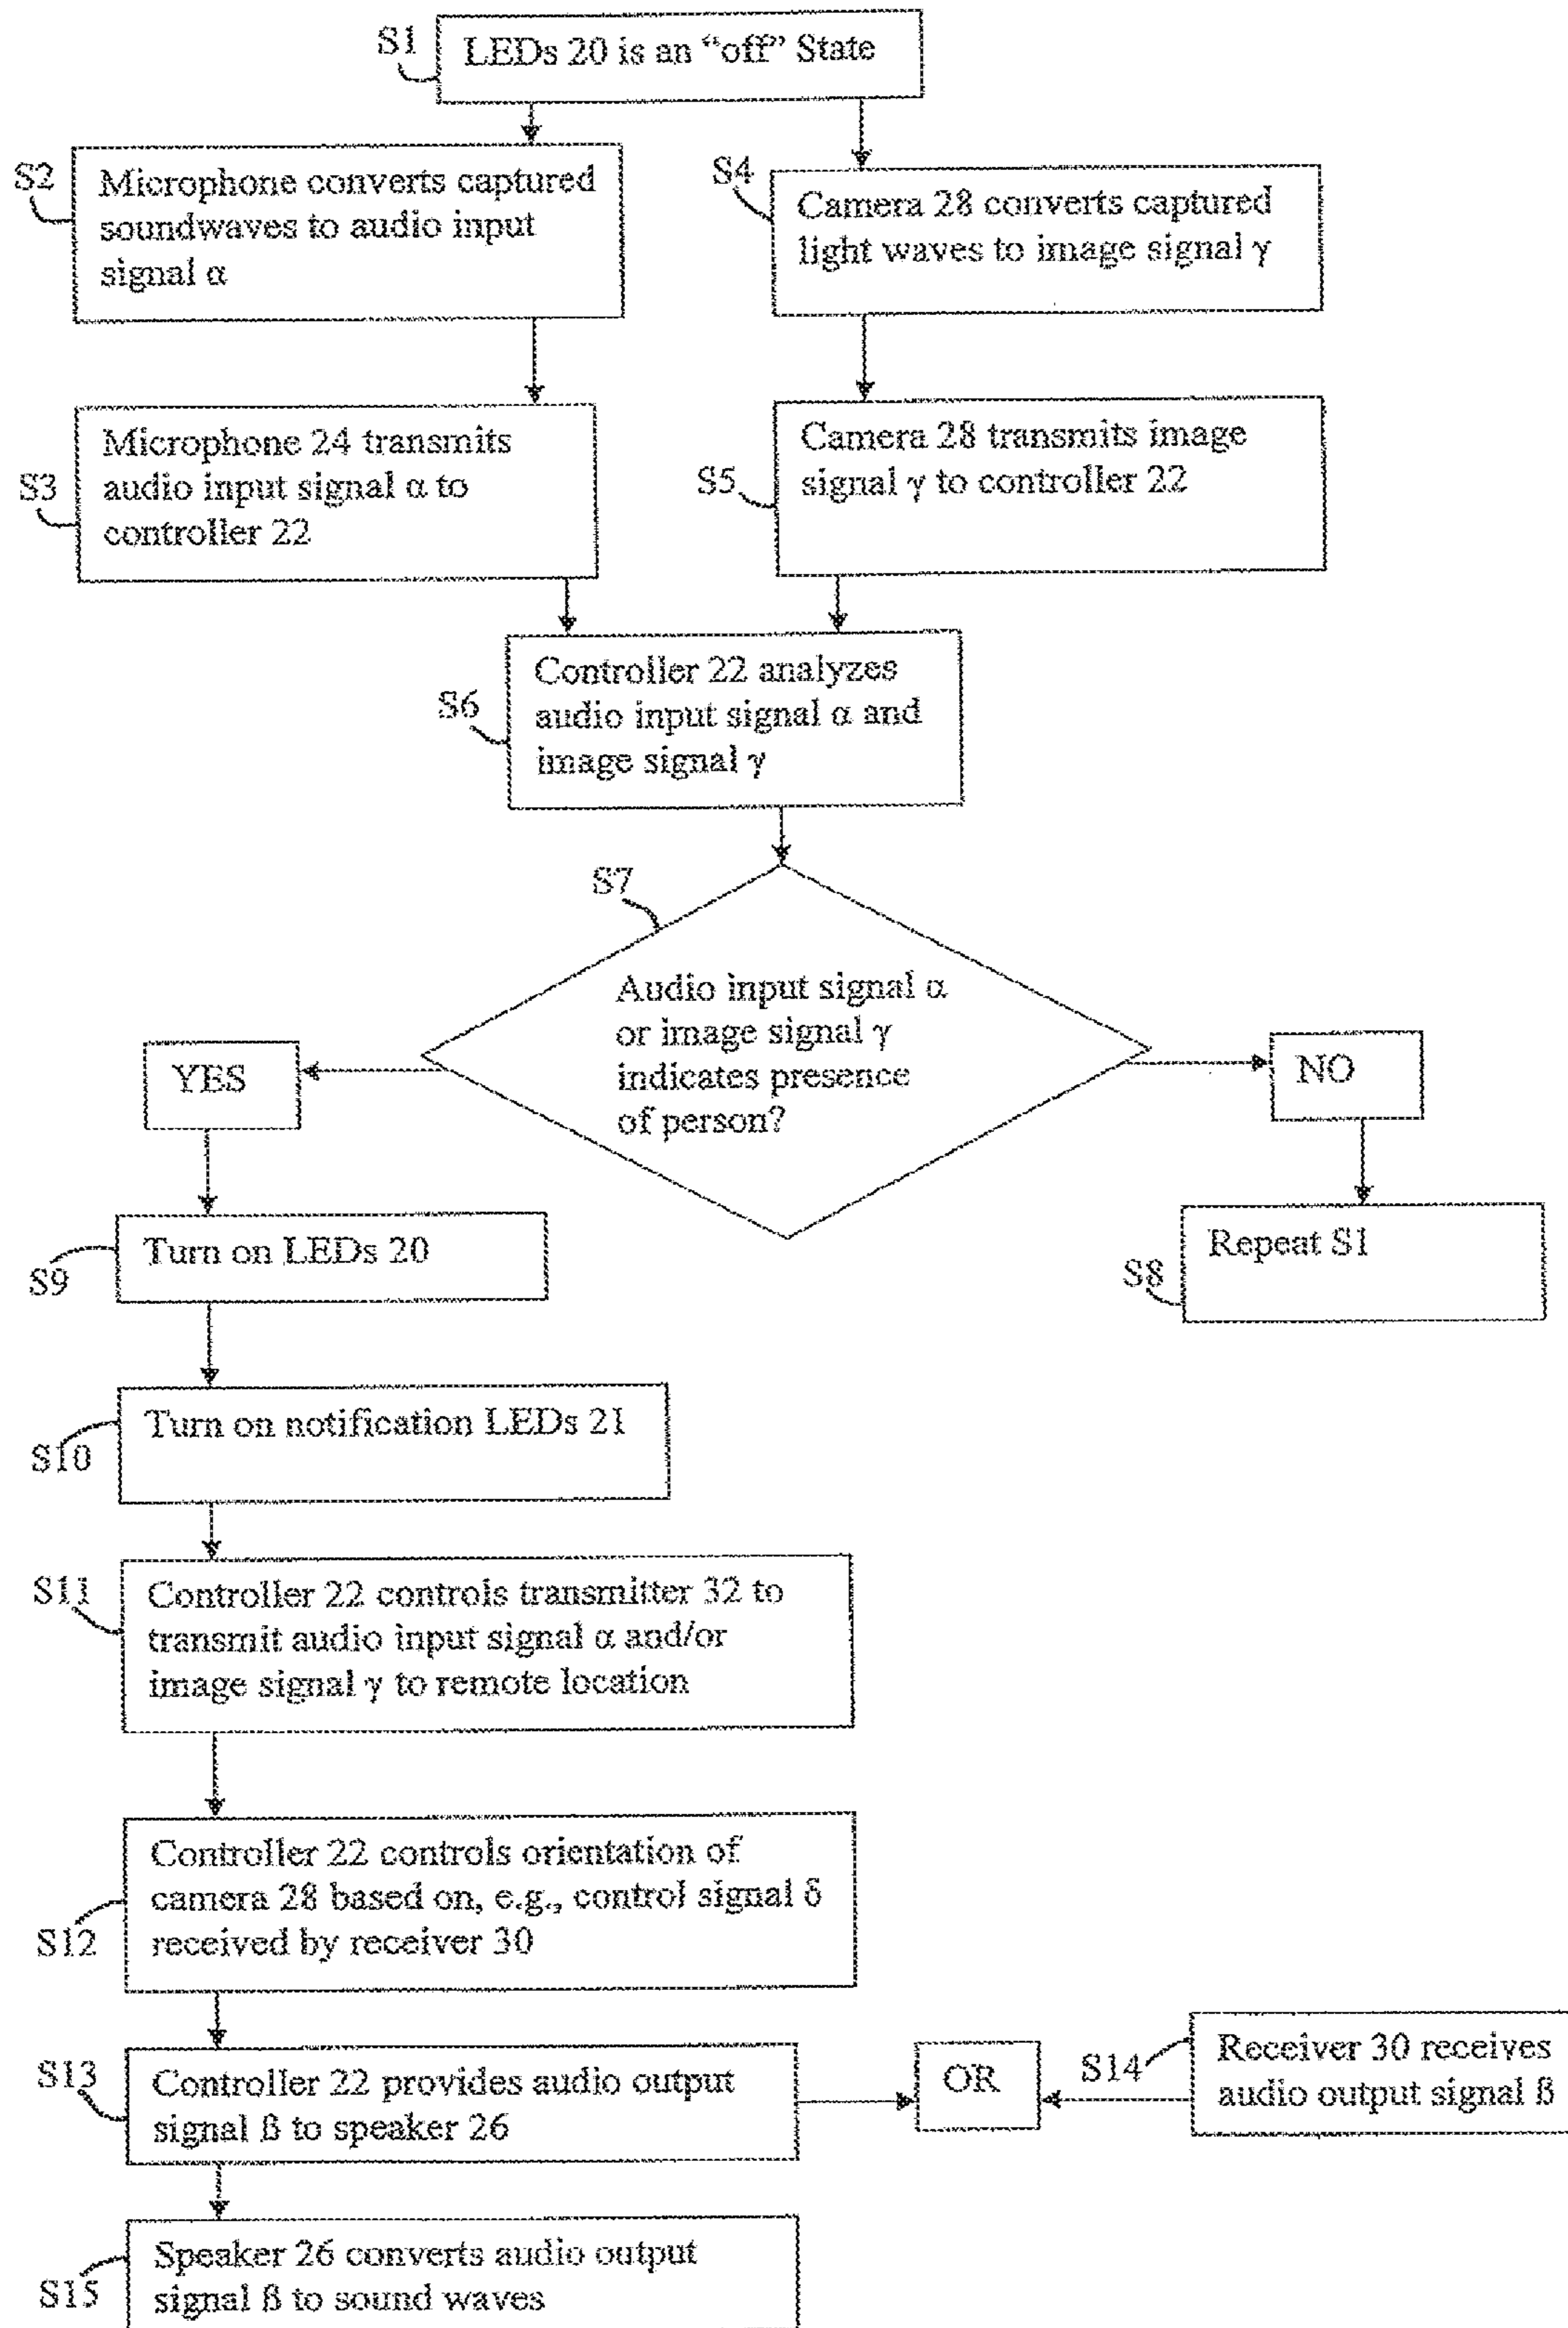 S1
LEDs 20 is an “off” State
S2
Microphone converts captured
soundwaves to audio input
signal α
S4
Camera 28 converts captured
light waves to image signal γ
S3
Microphone 24 transmits
audio input signal α to
controller 22
S5
Camera 28 transmits image
signal γ to controller 22
S6
Controller 22 analyzes
audio input signal α and
image signal γ
S7
Audio input signal α
or image signal γ
indicates presence
of person?
YES
NO
S9
Turn on LEDs 20
S8
Repeat S1
S10
Turn on notification LEDs 21
S11
Controller 22 controls transmitter 32 to
transmit audio input signal α and/or
image signal γ to remote location
S12
Controller 22 controls orientation of
camera 28 based on, e.g., control signal δ
received by receiver 30
S13
Controller 22 provides audio output
signal ß to speaker 26
OR
S14
Receiver 30 receives
audio output signal ß
S15
Speaker 26 converts audio output
signal ß to sound waves